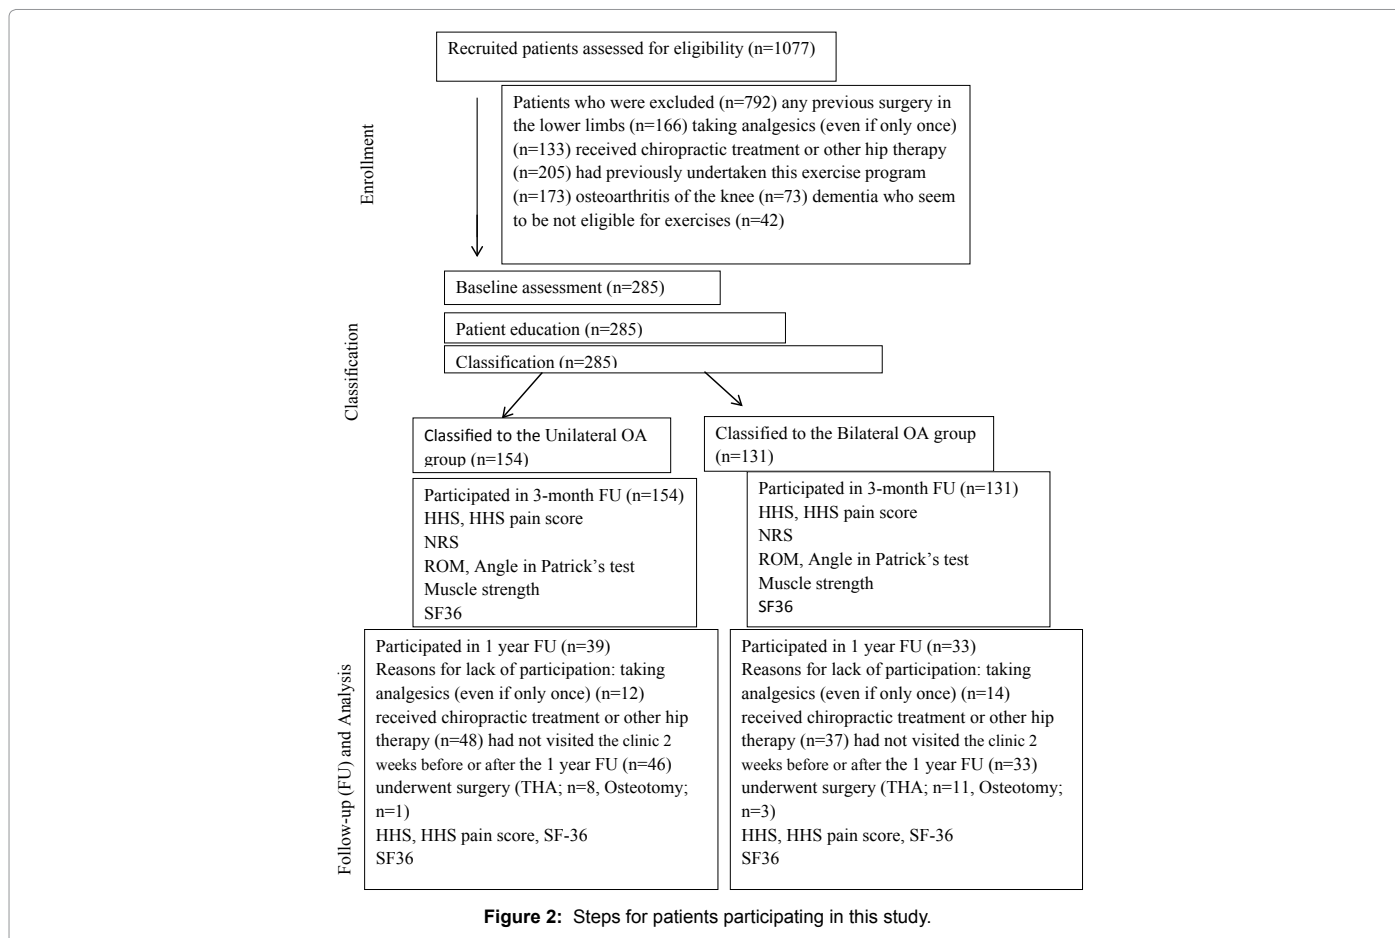 Recruited patients assessed for eligibility (n=1077)
Enrollment
Patients who were excluded (n=792) any previous surgery in
the lower limbs (n=166) taking analgesics (even if only once)
(n=133) received chiropractic treatment or other hip therapy
(n=205) had previously undertaken this exercise program
(n=173) osteoarthritis of the knee (n=73) dementia who seem
to be not eligible for exercises (n=42)
Baseline assessment (n=285)
Classification
Patient education (n=285)
Classification (n=285)
Classified to the Unilateral OA
group (n=154)
Classified to the Bilateral OA group
(n=131)
Participated in 3-month FU (n=154)
HHS, HHS pain score
NRS
ROM, Angle in Patrick's test
Muscle strength
SF36
Participated in 3-month FU (n=131)
HHS, HHS pain score
NRS
ROM, Angle in Patrick's test
Muscle strength
SF36
Follow-up (FU) and Analysis
Participated in 1 year FU (n=39)
Reasons for lack of participation: taking
analgesics (even if only once) (n=12)
received chiropractic treatment or other hip
therapy (n=48) had not visited the clinic 2
weeks before or after the 1 year FU (n=46)
underwent surgery (THA; n=8, Osteotomy;
n=1)
HHS, HHS pain score, SF-36
SF36
Participated in 1 year FU (n=33)
Reasons for lack of participation: taking
analgesics (even if only once) (n=14)
received chiropractic treatment or other hip
therapy (n=37) had not visited the clinic 2
weeks before or after the 1 year FU (n=33)
underwent surgery (THA; n=11, Osteotomy;
n=3)
HHS, HHS pain score, SF-36
SF36
Figure 2: Steps for patients participating in this study.